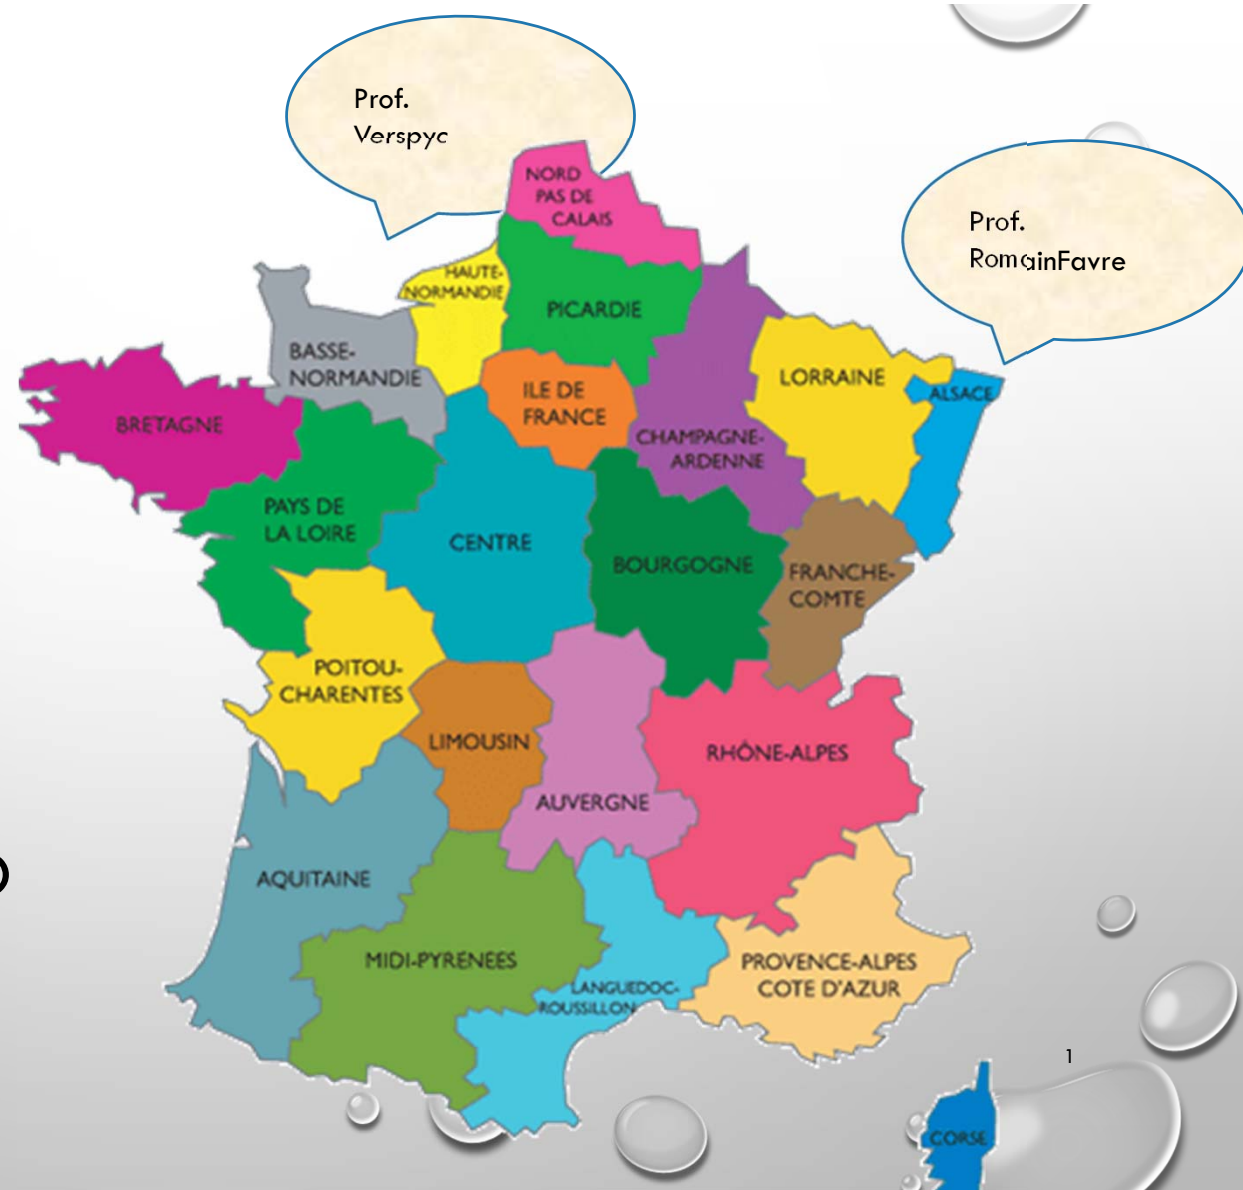 Prof.
Verspyc
Prof.
RomainFavre
NORD
PAS DE
CALAIS
HAUTE-
NORMANDIE
PICARDIE
BASSE-
NORMANDIE
LORRAINE
ALSACE
ILE DE
FRANCE
BRETAGNE
CHAMPAGNE-
ARDENNE
PAYS DE
LA LOIRE
CENTRE
BOURGOGNE
FRANCHE-
COMTE
POITOU-
CHARENTES
LIMOUSIN
RHÔNE-ALPES
AUVERGNE
AQUITAINE
MIDI-PYRENEES
LANGUEDOC-
ROUSSILLON
PROVENCE-ALPES
COTE D'AZUR
1
CORSE